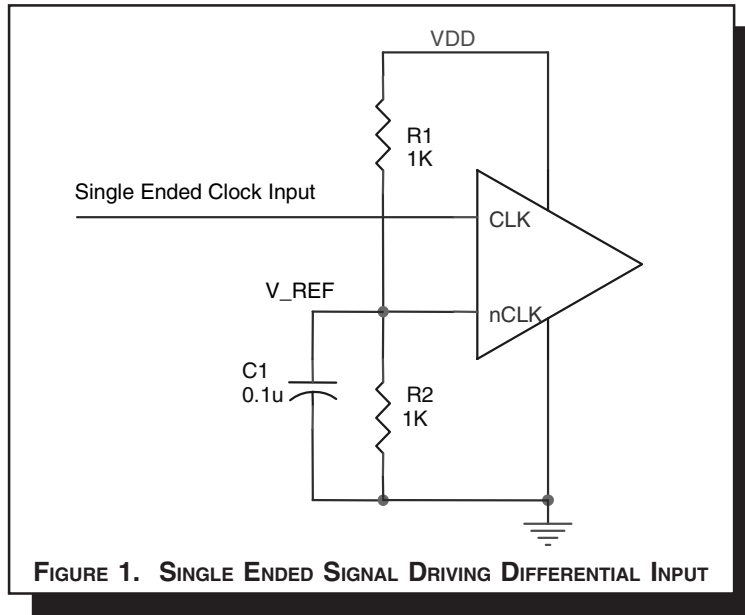 VDD
R1
1K
Single Ended Clock Input
CLK
V_REF
nCLK
C1
0.1u
R2
1K
FIGURE 1. SINGLE ENDED SIGNAL DRIVING DIFFERENTIAL INPUT